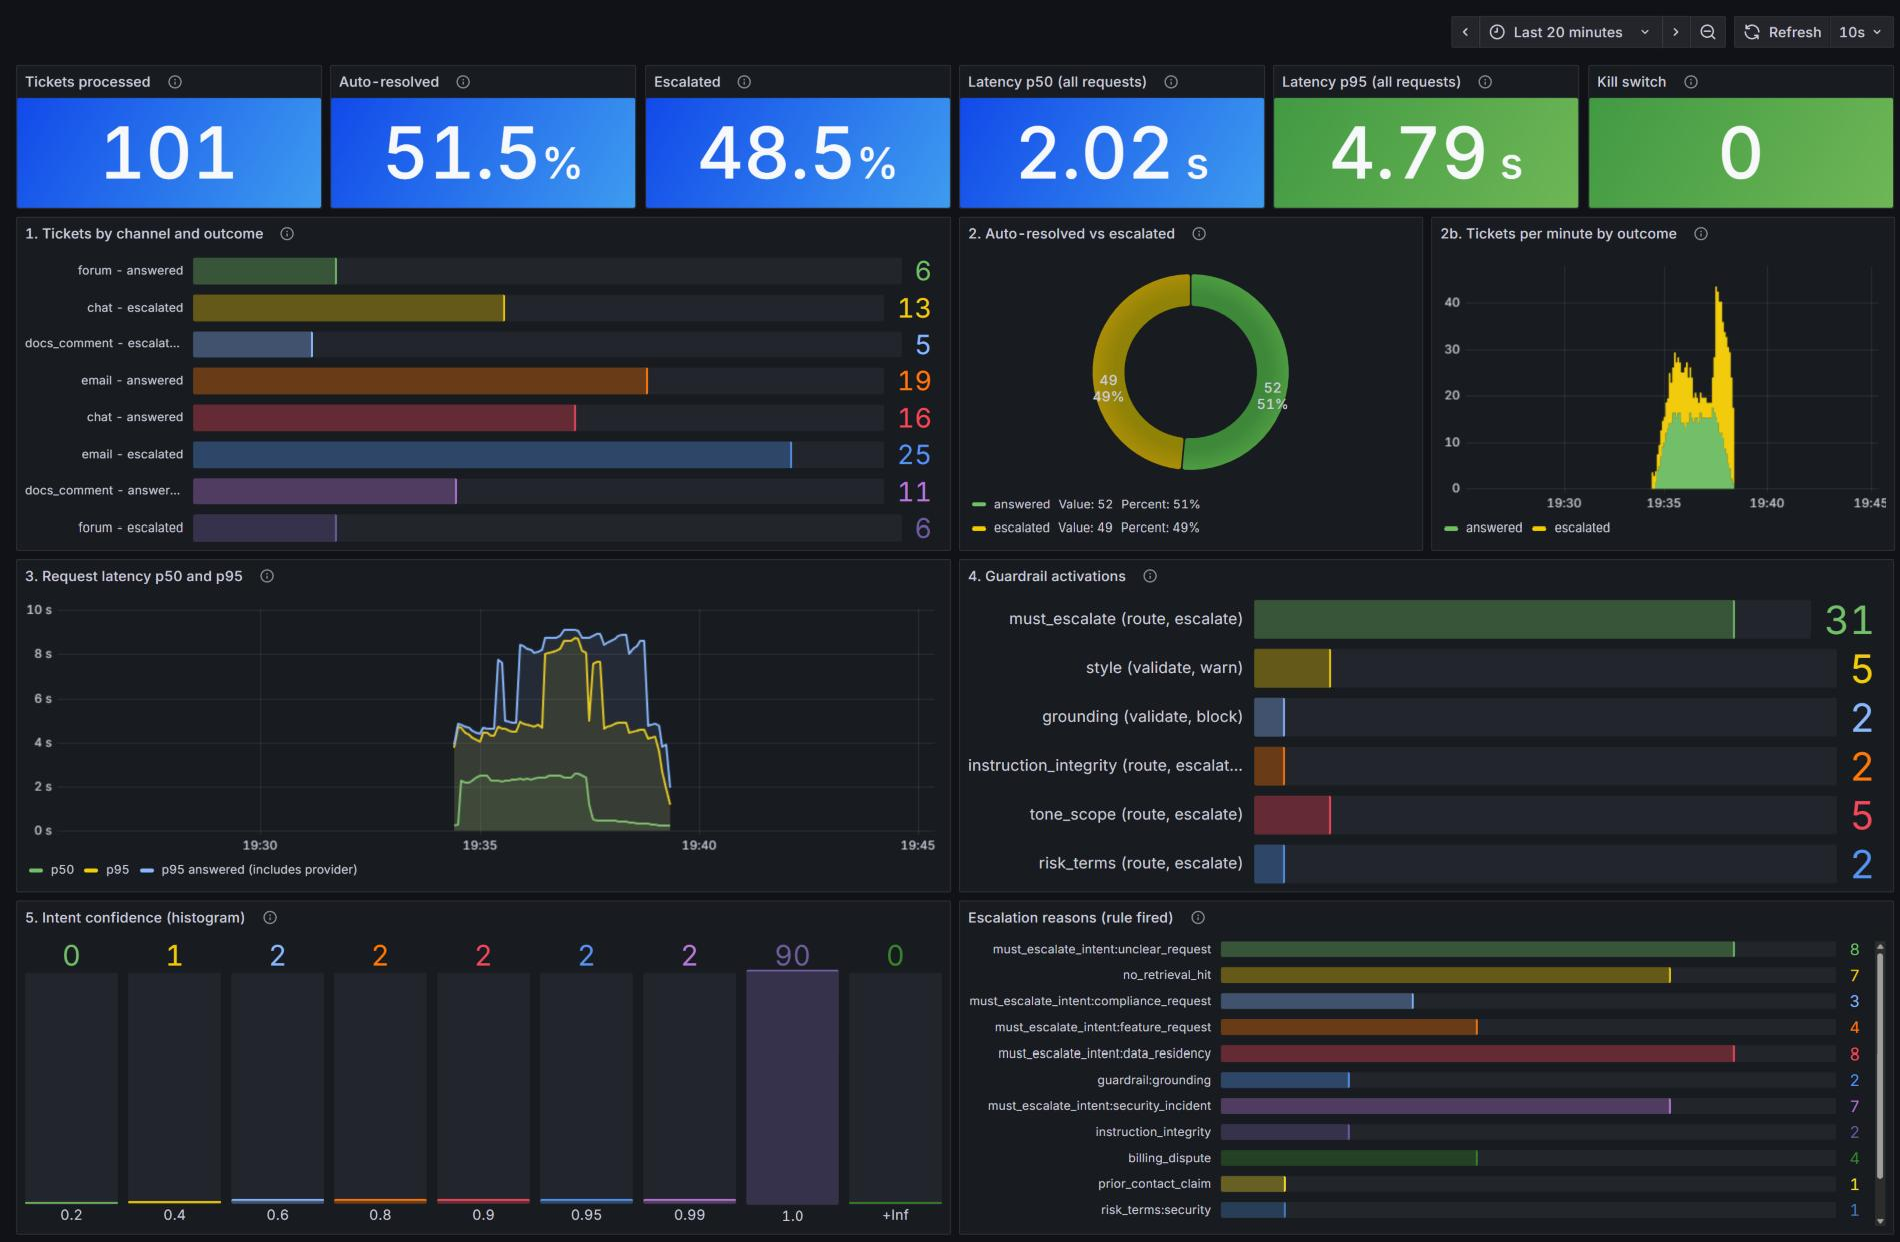 Last 20 minutes
Refresh
10s
Tickets processed
101
Auto-resolved
51.5%
Escalated
48.5%
Latency p50 (all requests)
2.02 s
Latency p95 (all requests)
4.79 s
Kill switch
0
1. Tickets by channel and outcome
forum - answered 6
chat - escalated 13
docs_comment - escalat... 5
email - answered 19
chat - answered 16
email - escalated 25
docs_comment - answer... 11
forum - escalated 6
2. Auto-resolved vs escalated
49
49%
52
51%
answered Value: 52 Percent: 51%
escalated Value: 49 Percent: 49%
2b. Tickets per minute by outcome
40
30
20
10
0
19:30 19:35 19:40 19:45
answered escalated
3. Request latency p50 and p95
10 s
8 s
6 s
4 s
2 s
0 s
19:30 19:35 19:40 19:45
p50 p95 p95 answered (includes provider)
4. Guardrail activations
must_escalate (route, escalate) 31
style (validate, warn) 5
grounding (validate, block) 2
instruction_integrity (route, escalat... 2
tone_scope (route, escalate) 5
risk_terms (route, escalate) 2
5. Intent confidence (histogram)
0 1 2 2 2 2 2 90 0
0.2 0.4 0.6 0.8 0.9 0.95 0.99 1.0 +Inf
Escalation reasons (rule fired)
must_escalate_intent:unclear_request 8
no_retrieval_hit 7
must_escalate_intent:compliance_request 3
must_escalate_intent:feature_request 4
must_escalate_intent:data_residency 8
guardrail:grounding 2
must_escalate_intent:security_incident 7
instruction_integrity 2
billing_dispute 4
prior_contact_claim 1
risk_terms:security 1